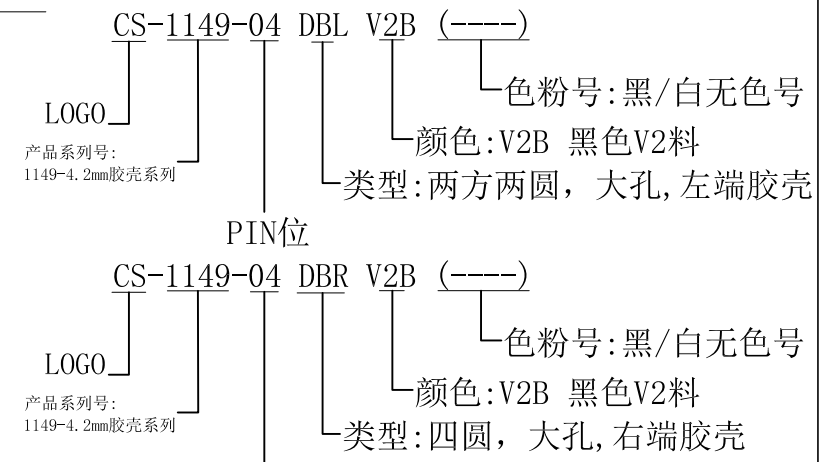 CS-1149-04 DBL V2B (----)
色粉号:黑/白无色号
LOGO
颜色:V2B 黑色V2料
产品系列号:
1149-4.2mm胶壳系列
类型:两方两圆，大孔,左端胶壳
PIN位
CS-1149-04 DBR V2B (----)
色粉号:黑/白无色号
LOGO
颜色:V2B 黑色V2料
产品系列号:
1149-4.2mm胶壳系列
类型:四圆，大孔,右端胶壳